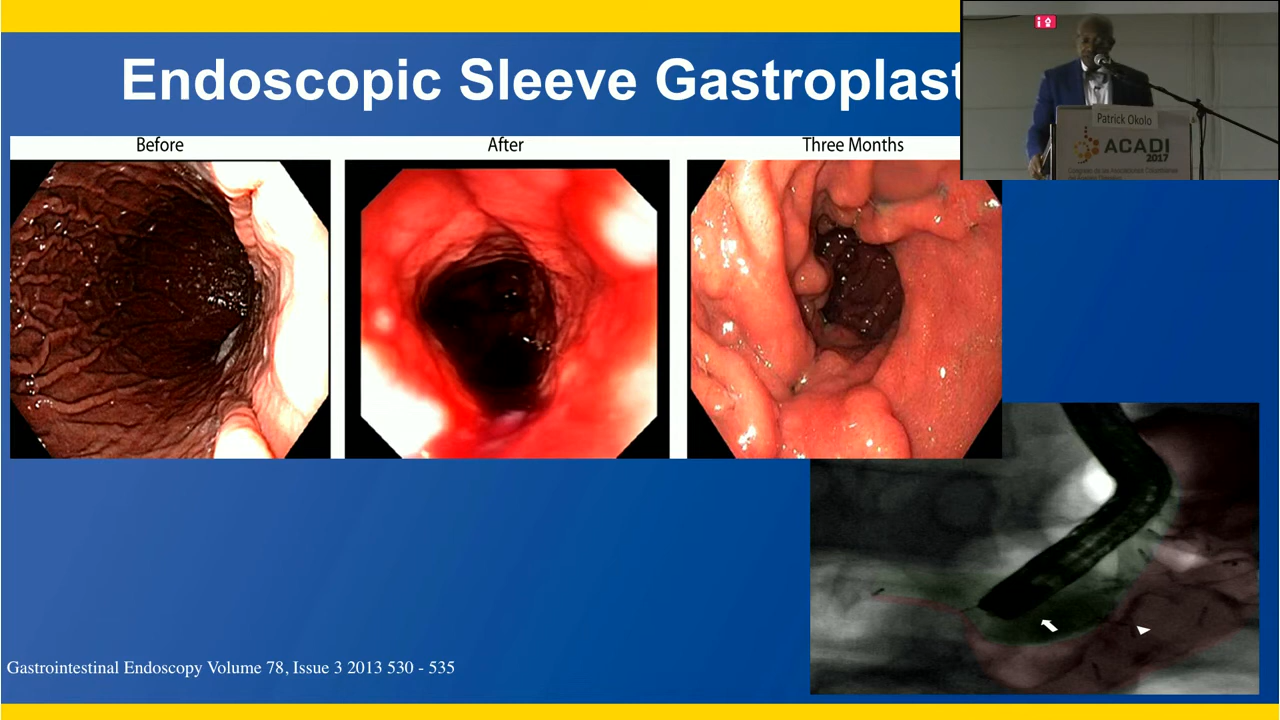 Endoscopic Sleeve Gastroplast
Before
After
Three Months
Patrick Okolo
ACADI
2017
Gastrointestinal Endoscopy Volume 78, Issue 3 2013 530 - 535